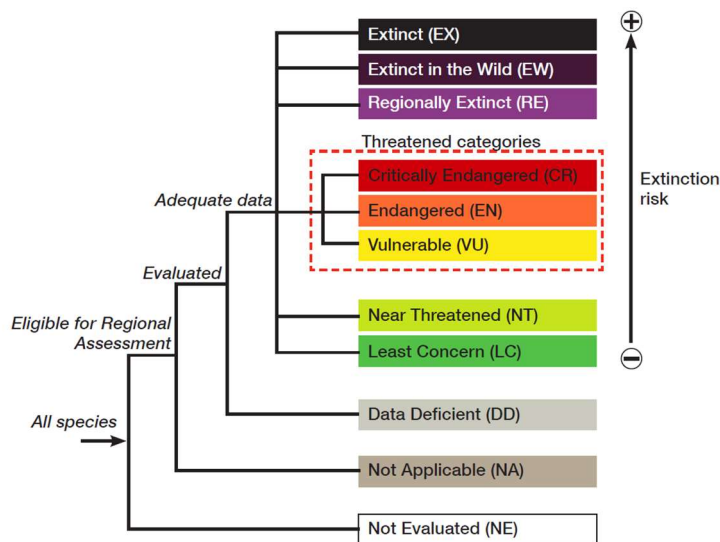 Extinct (EX)
Extinct in the Wild (EW)
Regionally Extinct (RE)
Threatened categories
Critically Endangered (CR)
Endangered (EN)
Vulnerable (VU)
Near Threatened (NT)
Least Concern (LC)
Data Deficient (DD)
Not Applicable (NA)
Not Evaluated (NE)
Adequate data
Evaluated
Eligible for Regional
Assessment
All species
+
Extinction
risk
−